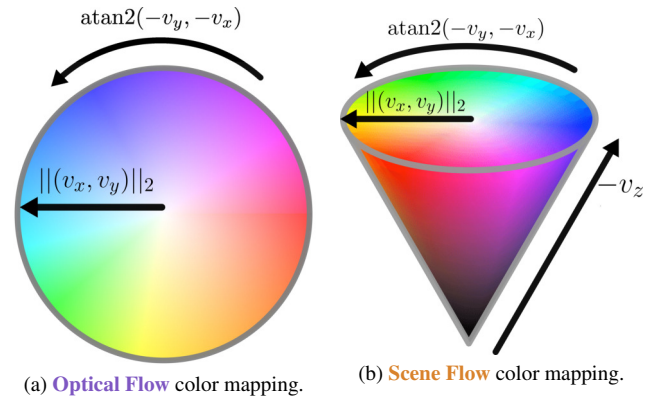 atan2(−v_y, −v_x)
||(v_x, v_y)||_2
(a) Optical Flow color mapping.
atan2(−v_y, −v_x)
||(v_x, v_y)||_2
−v_z
(b) Scene Flow color mapping.